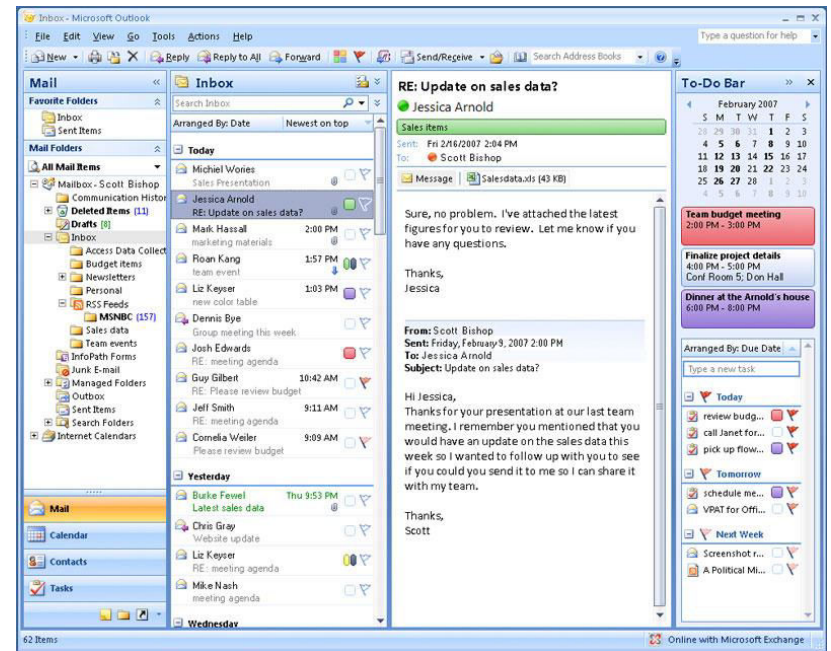 Inbox - Microsoft Outlook
File Edit View Go Tools Actions Help
Type a question for help
New Reply Reply to All Forward Send/Receive Search Address Books
Mail
Favorite Folders
Inbox
Sent Items
Mail Folders
All Mail Items
Mailbox - Scott Bishop
Communication Histor
Deleted Items (11)
Drafts [8]
Inbox
Access Data Collect
Budget items
Newsletters
Personal
RSS Feeds
MSNBC (157)
Sales data
Team events
InfoPath Forms
Junk E-mail
Managed Folders
Outbox
Sent Items
Search Folders
Internet Calendars
Mail
Calendar
Contacts
Tasks
Inbox
Search Inbox
Arranged By: Date Newest on top
Today
Michiel Wories
Sales Presentation
Jessica Arnold
RE: Update on sales data?
Mark Hassall 2:00 PM
marketing materials
Roan Kang 1:57 PM
team event
Liz Keyser 1:03 PM
new color table
Dennis Bye
Group meeting this week
Josh Edwards
RE: meeting agenda
Guy Gilbert 10:42 AM
RE: Please review budget
Jeff Smith 9:11 AM
RE: meeting agenda
Cornelia Weiler 9:09 AM
Please review budget
Yesterday
Burke Fewel Thu 9:53 PM
Latest sales data
Chris Gray
Website update
Liz Keyser
RE: meeting agenda
Mike Nash
meeting agenda
Wednesday
RE: Update on sales data?
Jessica Arnold
Sales items
Sent: Fri 2/16/2007 2:04 PM
To: Scott Bishop
Message Salesdata.xls (43 KB)
Sure, no problem. I've attached the latest
figures for you to review. Let me know if you
have any questions.
Thanks,
Jessica
From: Scott Bishop
Sent: Friday, February 9, 2007 2:00 PM
To: Jessica Arnold
Subject: Update on sales data?
Hi Jessica,
Thanks for your presentation at our last team
meeting. I remember you mentioned that you
would have an update on the sales data this
week so I wanted to follow up with you to see
if you could you send it to me so I can share it
with my team.
Thanks,
Scott
To-Do Bar
February 2007
S M T W T F S
28 29 30 31 1 2 3
4 5 6 7 8 9 10
11 12 13 14 15 16 17
18 19 20 21 22 23 24
25 26 27 28 1 2 3
4 5 6 7 8 9 10
Team budget meeting
2:00 PM - 3:00 PM
Finalize project details
4:00 PM - 5:00 PM
Conf Room 5; Don Hall
Dinner at the Arnold's house
6:00 PM - 8:00 PM
Arranged By: Due Date
Type a new task
Today
review budg...
call Janet for...
pick up flow...
Tomorrow
schedule me...
VPAT for Offi...
Next Week
Screenshot r...
A Political Mi...
62 Items
Online with Microsoft Exchange